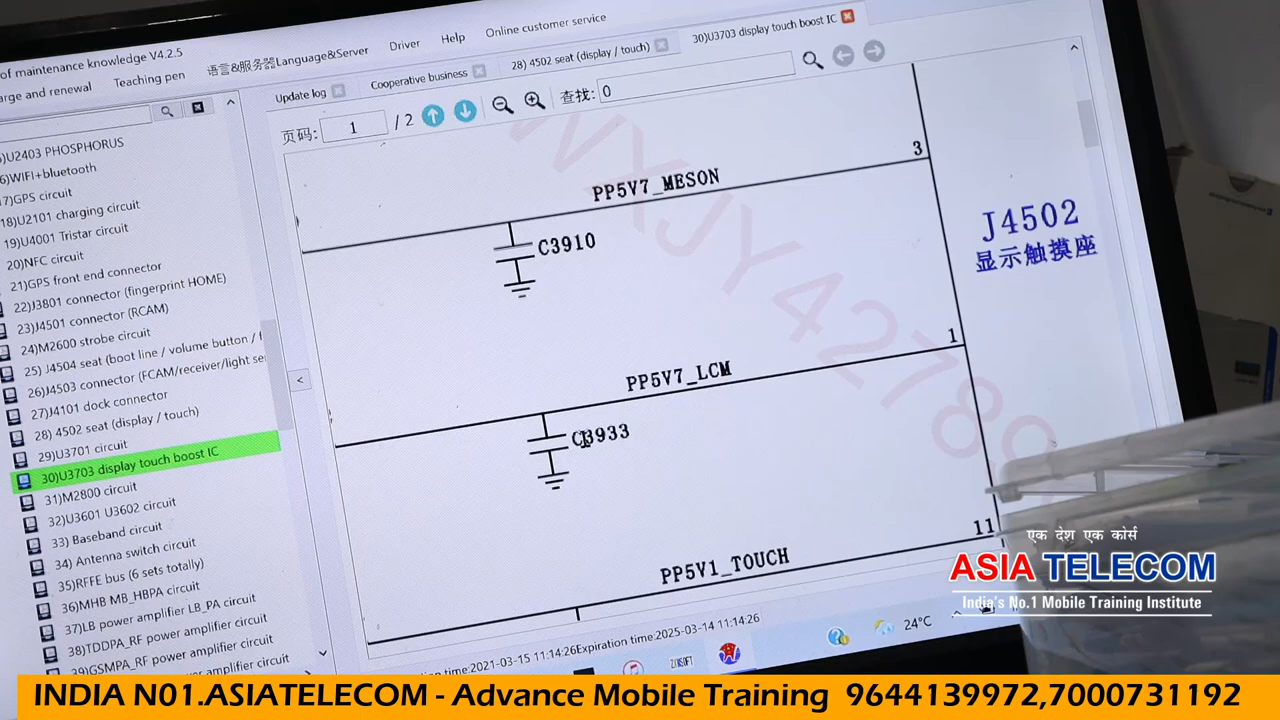 of maintenance knowledge V4.2.5
语言&服务器Language&Server
Driver
Help
Online customer service
arge and renewal
Teaching pen
Update log
Cooperative business
28) 4502 seat (display / touch)
30)U3703 display touch boost IC
页码:
1
/ 2
查找:
0
)U2403 PHOSPHORUS
6)WIFI+bluetooth
17)GPS circuit
18)U2101 charging circuit
19)U4001 Tristar circuit
20)NFC circuit
21)GPS front end connector
22)J3801 connector (fingerprint HOME)
23)J4501 connector (RCAM)
24)M2600 strobe circuit
25) J4504 seat (boot line / volume button / f
26)J4503 connector (FCAM/receiver/light se
27)J4101 dock connector
28) 4502 seat (display / touch)
29)U3701 circuit
30)U3703 display touch boost IC
31)M2800 circuit
32)U3601 U3602 circuit
33) Baseband circuit
34) Antenna switch circuit
35)RFFE bus (6 sets totally)
36)MHB MB_HBPA circuit
37)LB power amplifier LB_PA circuit
38)TDDPA_RF power amplifier circuit
39)GSMPA_RF power amplifier circuit
PP5V7_MESON
3
C3910
J4502
显示触摸座
PP5V7_LCM
1
C3933
PP5V1_TOUCH
11
WXJY42789
tion time:2021-03-15 11:14:26Expiration time:2025-03-14 11:14:26
24°C
एक देश एक कोर्स
ASIA TELECOM
India's No.1 Mobile Training Institute
INDIA N01.ASIATELECOM - Advance Mobile Training 9644139972,7000731192